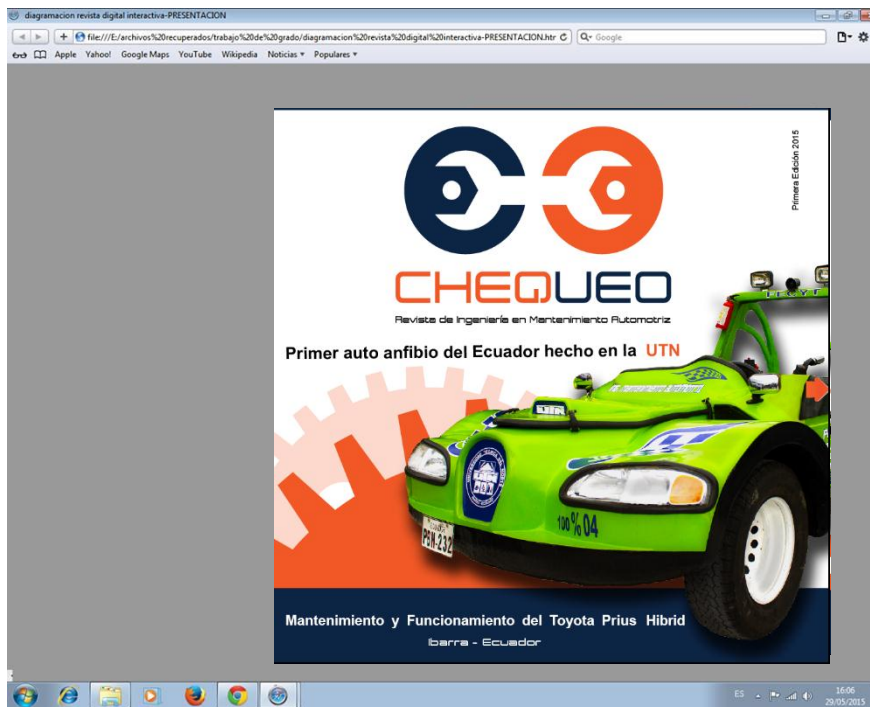 diagramacion revista digital interactiva-PRESENTACION
file:///E:/archivos%20recuperados/trabajo%20de%20grado/diagramacion%20revista%20digital%20interactiva-PRESENTACION.htr
Google
Apple Yahoo! Google Maps YouTube Wikipedia Noticias Populares
Primera Edición 2015
CHEQUEO
Revista de Ingeniería en Mantenimiento Automotriz
Primer auto anfibio del Ecuador hecho en la UTN
UTN
100% 04
PBN-232
Mantenimiento y Funcionamiento del Toyota Prius Hibrid
Ibarra - Ecuador
ES
16:06
29/05/2015